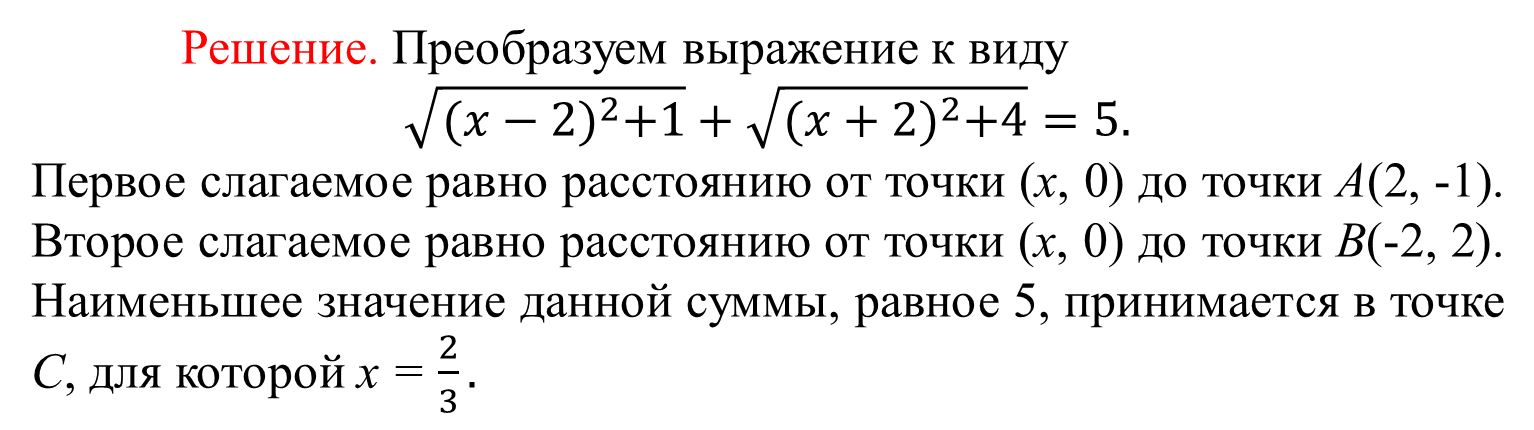 Решение. Преобразуем выражение к виду
√(x − 2)²+1 + √(x + 2)²+4 = 5.
Первое слагаемое равно расстоянию от точки (x, 0) до точки A(2, -1).
Второе слагаемое равно расстоянию от точки (x, 0) до точки B(-2, 2).
Наименьшее значение данной суммы, равное 5, принимается в точке
C, для которой x = 2/3.